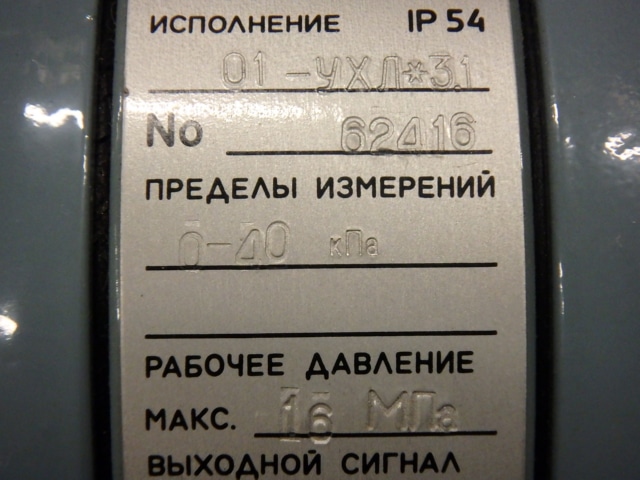 ИСПОЛНЕНИЕ IP 54
01-УХЛ*3.1
No 62416
ПРЕДЕЛЫ ИЗМЕРЕНИЙ
0-40 кПа
РАБОЧЕЕ ДАВЛЕНИЕ
МАКС. 16 МПа
ВЫХОДНОЙ СИГНАЛ